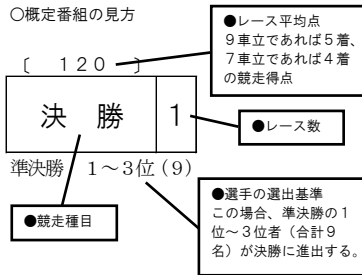 〇概定番組の見方
〔 120 〕
決 勝 1
準決勝 1～3位(9)
●レース平均点
9車立であれば5着、
7車立であれば4着
の競走得点
●レース数
●競走種目
●選手の選出基準
この場合、準決勝の1
位～3位者（合計9
名）が決勝に進出する。